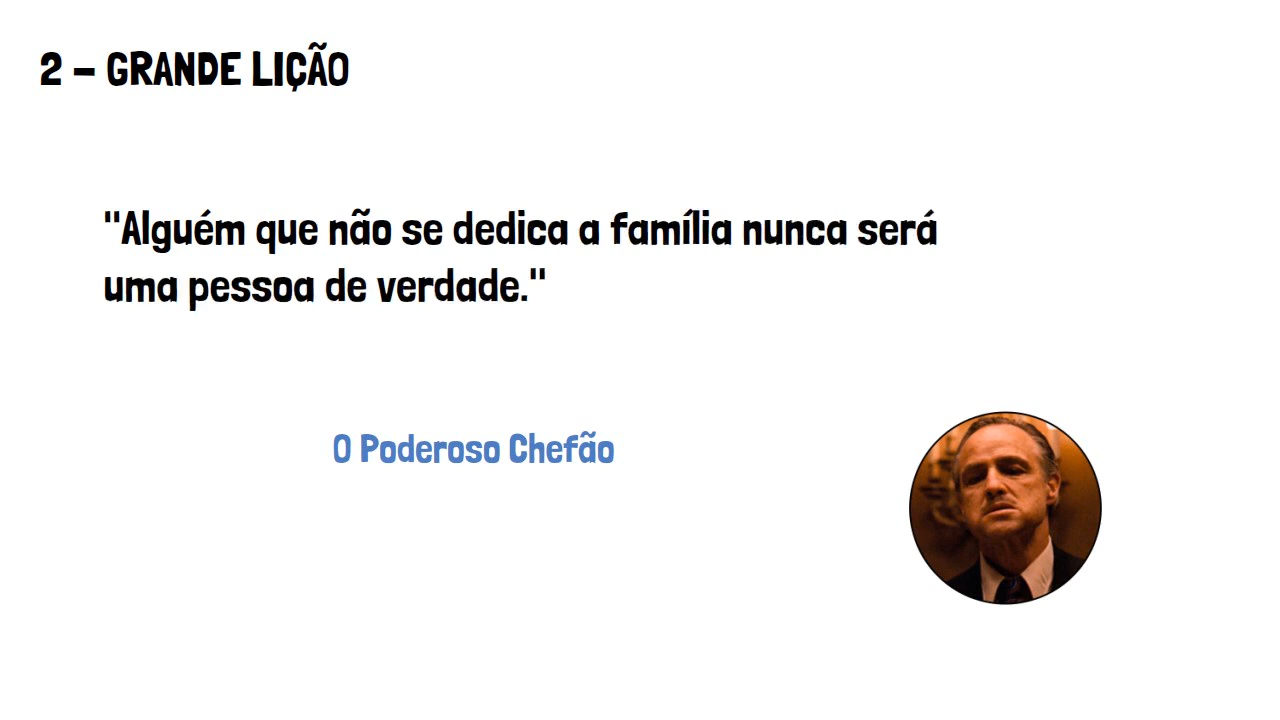 2 – GRANDE LIÇÃO
"Alguém que não se dedica a família nunca será
uma pessoa de verdade."
O Poderoso Chefão